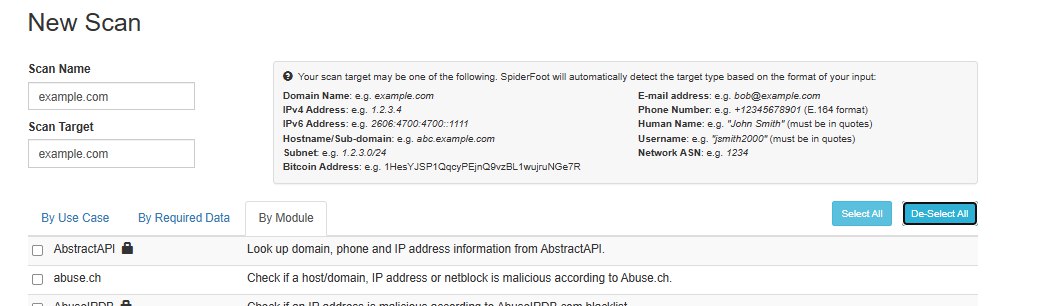 New Scan
Scan Name
example.com
Scan Target
example.com
Your scan target may be one of the following. SpiderFoot will automatically detect the target type based on the format of your input:
Domain Name: e.g. example.com
IPv4 Address: e.g. 1.2.3.4
IPv6 Address: e.g. 2606:4700:4700::1111
Hostname/Sub-domain: e.g. abc.example.com
Subnet: e.g. 1.2.3.0/24
Bitcoin Address: e.g. 1HesYJSP1QqcyPEjnQ9vzBL1wujruNGe7R
E-mail address: e.g. bob@example.com
Phone Number: e.g. +12345678901 (E.164 format)
Human Name: e.g. "John Smith" (must be in quotes)
Username: e.g. "jsmith2000" (must be in quotes)
Network ASN: e.g. 1234
By Use Case By Required Data By Module Select All De-Select All
AbstractAPI Look up domain, phone and IP address information from AbstractAPI.
abuse.ch Check if a host/domain, IP address or netblock is malicious according to Abuse.ch.
AbuseIPDB Check if an IP address is malicious according to AbuseIPDB.com blocklist.